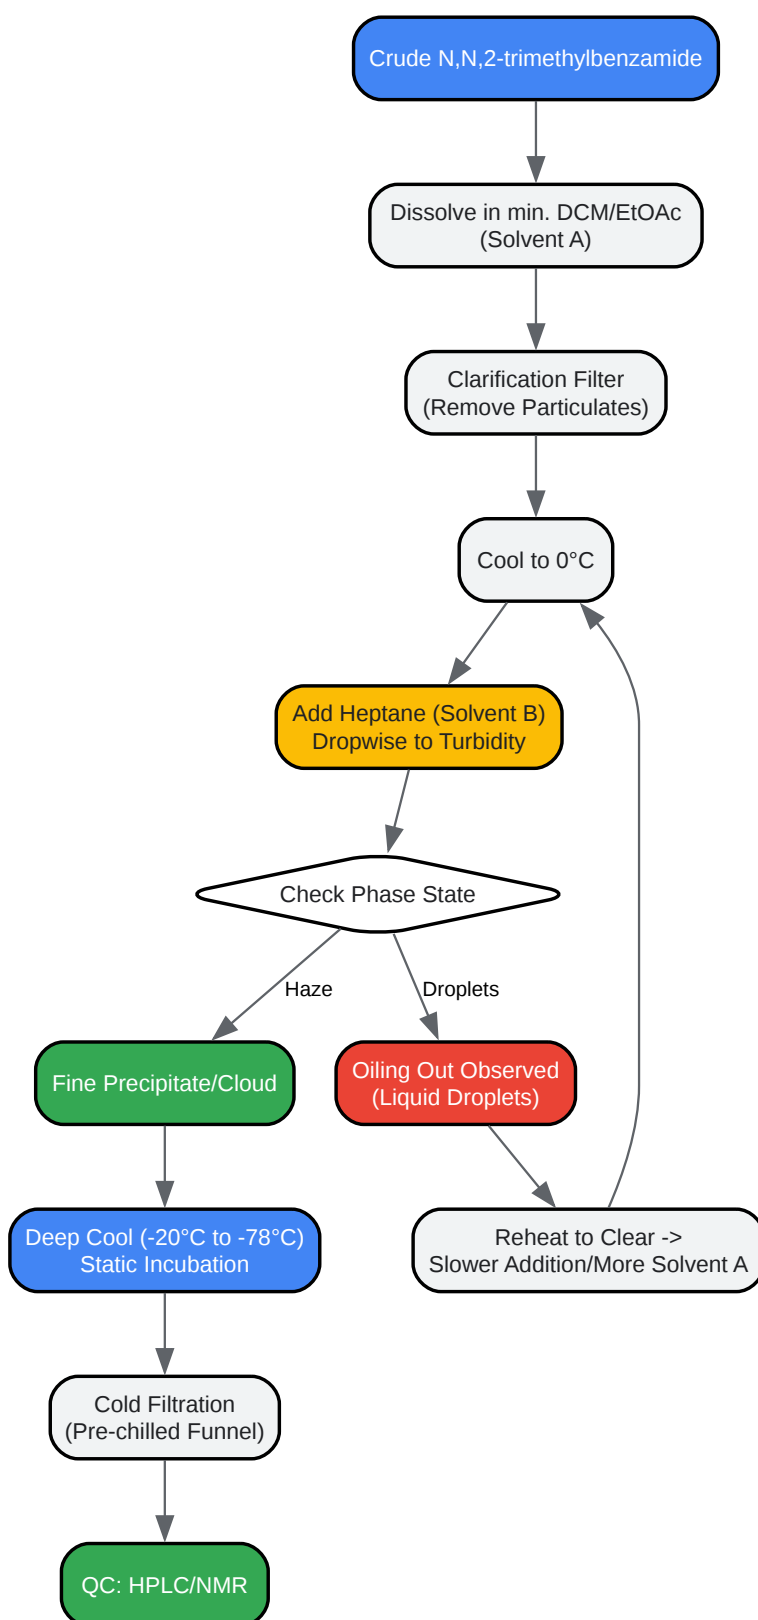 Crude N,N,2-trimethylbenzamide
Dissolve in min. DCM/EtOAc
(Solvent A)
Clarification Filter
(Remove Particulates)
Cool to 0°C
Add Heptane (Solvent B)
Dropwise to Turbidity
Check Phase State
Haze
Droplets
Fine Precipitate/Cloud
Oiling Out Observed
(Liquid Droplets)
Deep Cool (-20°C to -78°C)
Static Incubation
Reheat to Clear ->
Slower Addition/More Solvent A
Cold Filtration
(Pre-chilled Funnel)
QC: HPLC/NMR